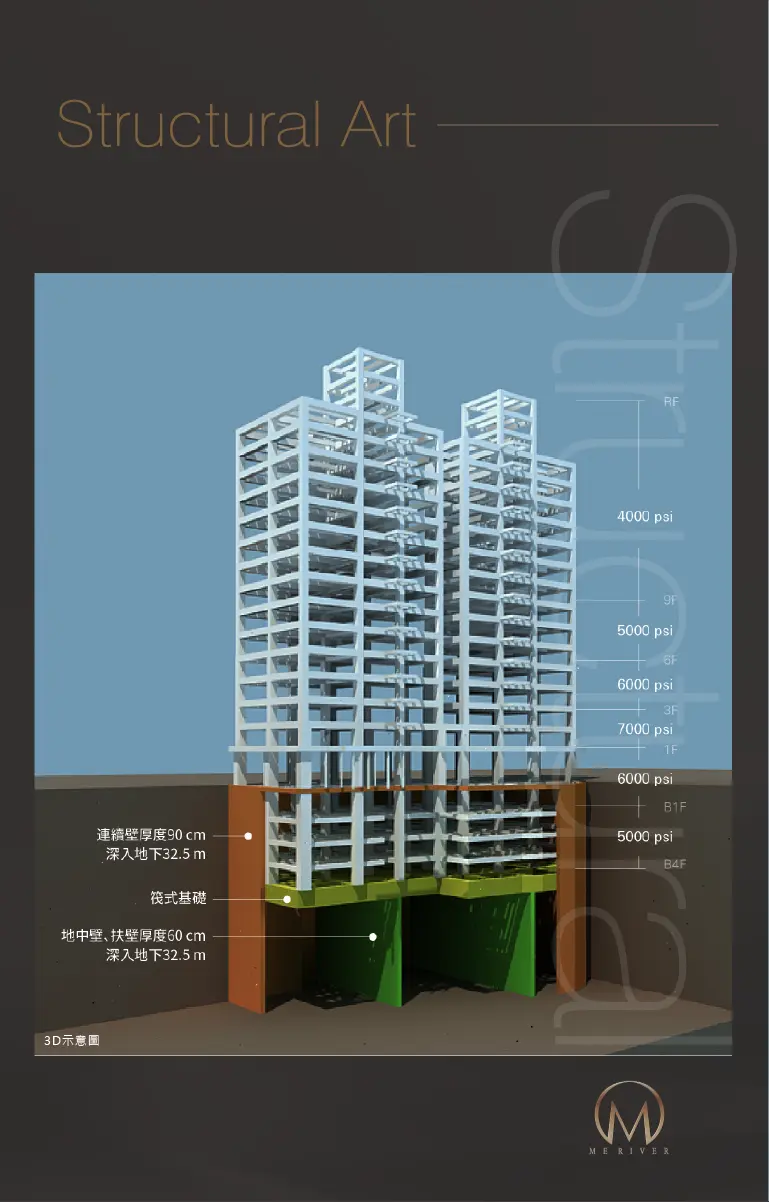 Structural Art
Structural
RF
4000 psi
9F
5000 psi
6F
6000 psi
3F
7000 psi
1F
6000 psi
B1F
5000 psi
B4F
連續壁厚度90 cm
深入地下32.5 m
筏式基礎
地中壁、扶壁厚度60 cm
深入地下32.5 m
3D示意圖
M
MERIVER